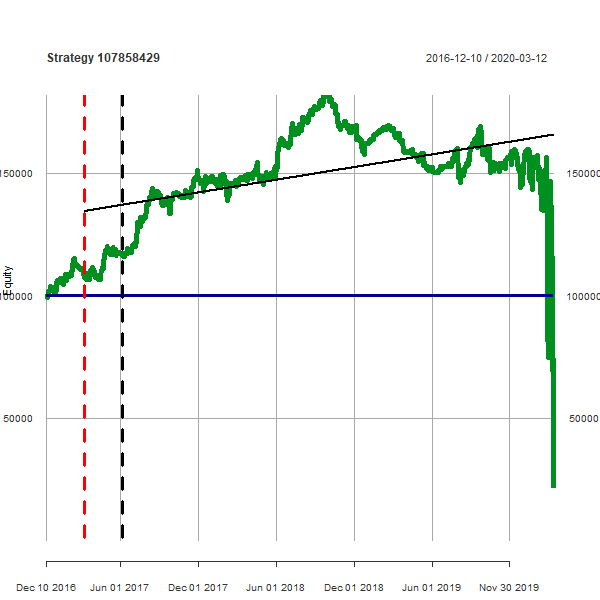 Strategy 107858429
2016-12-10 / 2020-03-12
150000
150000
Equity
100000
100000
50000
50000
Dec 10 2016
Jun 01 2017
Dec 01 2017
Jun 01 2018
Dec 01 2018
Jun 01 2019
Nov 30 2019